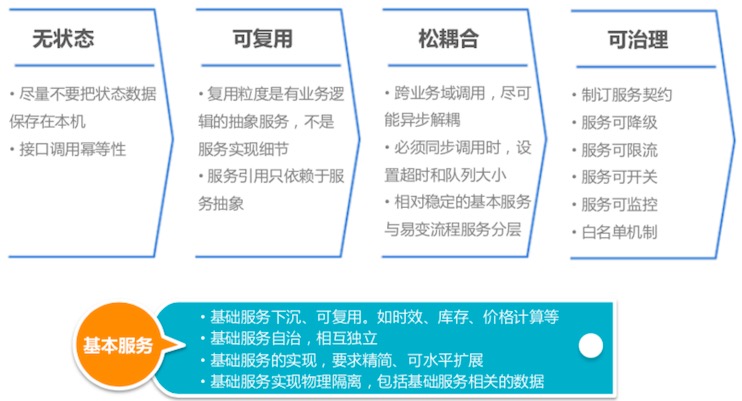 无状态
• 尽量不要把状态数据
保存在本机
• 接口调用幂等性
可复用
• 复用粒度是有业务逻
辑的抽象服务，不是
服务实现细节
• 服务引用只依赖于服
务抽象
松耦合
• 跨业务域调用，尽可
能异步解耦
• 必须同步调用时，设
置超时和队列大小
• 相对稳定的基本服务
与易变流程服务分层
可治理
• 制订服务契约
• 服务可降级
• 服务可限流
• 服务可开关
• 服务可监控
• 白名单机制
基本服务
• 基础服务下沉、可复用。如时效、库存、价格计算等
• 基础服务自治，相互独立
• 基础服务的实现，要求精简、可水平扩展
• 基础服务实现物理隔离，包括基础服务相关的数据